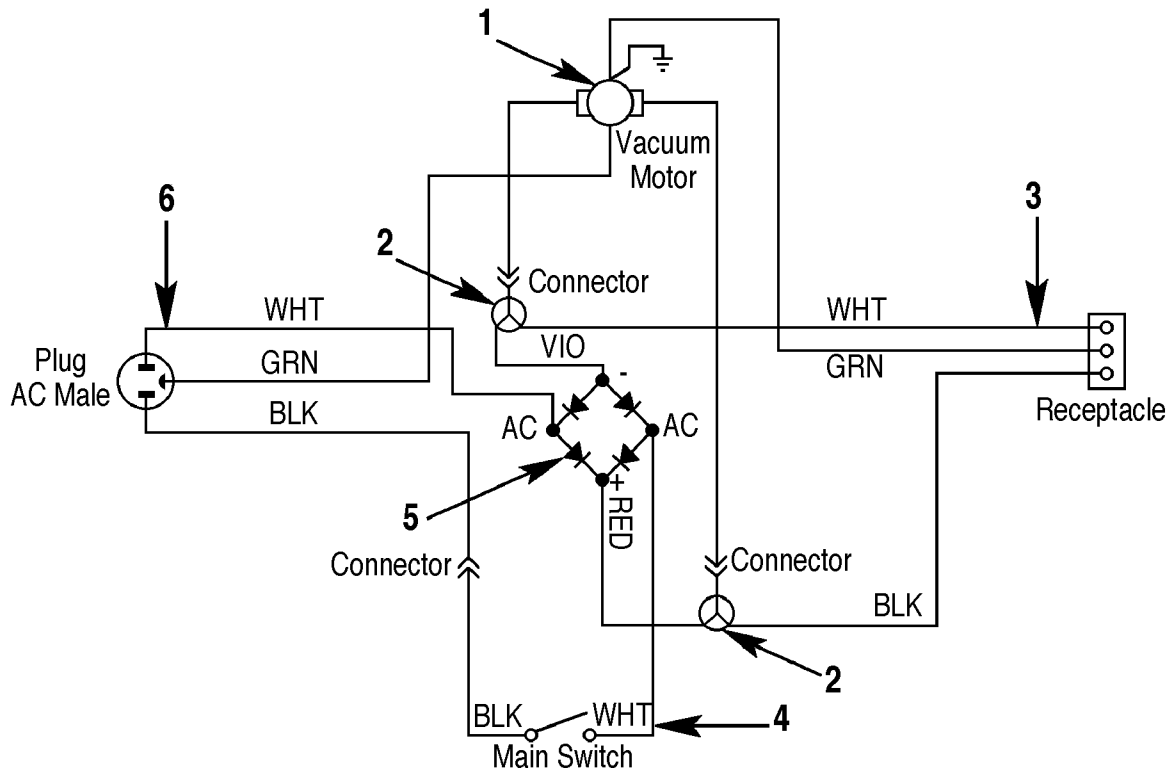 1
Vacuum
Motor
6
3
2
Connector
WHT
WHT
VIO
Plug
AC Male
GRN
GRN
-
BLK
Receptacle
AC
AC
+
RED
5
Connector
Connector
BLK
2
BLK
WHT
4
Main Switch